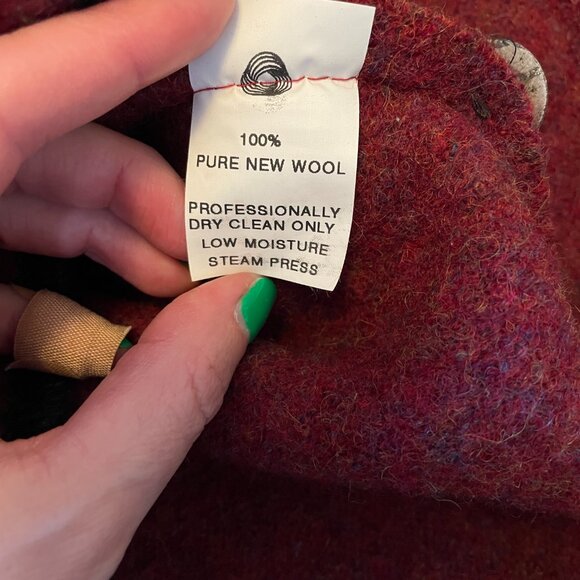 100%
PURE NEW WOOL
PROFESSIONALLY
DRY CLEAN ONLY
LOW MOISTURE
STEAM PRESS